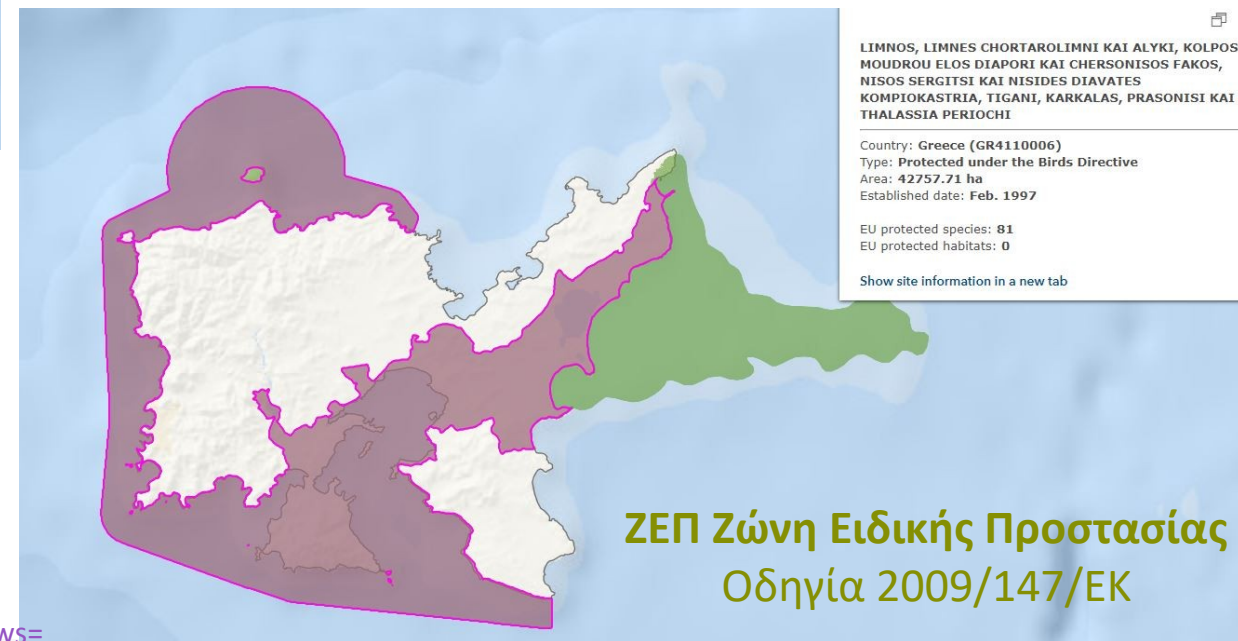 LIMNOS, LIMNES CHORTAROLIMNI KAI ALYKI, KOLPOS
MOUDROU ELOS DIAPORI KAI CHERSONISOS FAKOS,
NISOS SERGITSI KAI NISIDES DIAVATES
KOMPIOKASTRIA, TIGANI, KARKALAS, PRASONISI KAI
THALASSIA PERIOCHI
Country: Greece (GR4110006)
Type: Protected under the Birds Directive
Area: 42757.71 ha
Established date: Feb. 1997
EU protected species: 81
EU protected habitats: 0
Show site information in a new tab
ΖΕΠ Ζώνη Ειδικής Προστασίας
Οδηγία 2009/147/ΕΚ
ws=